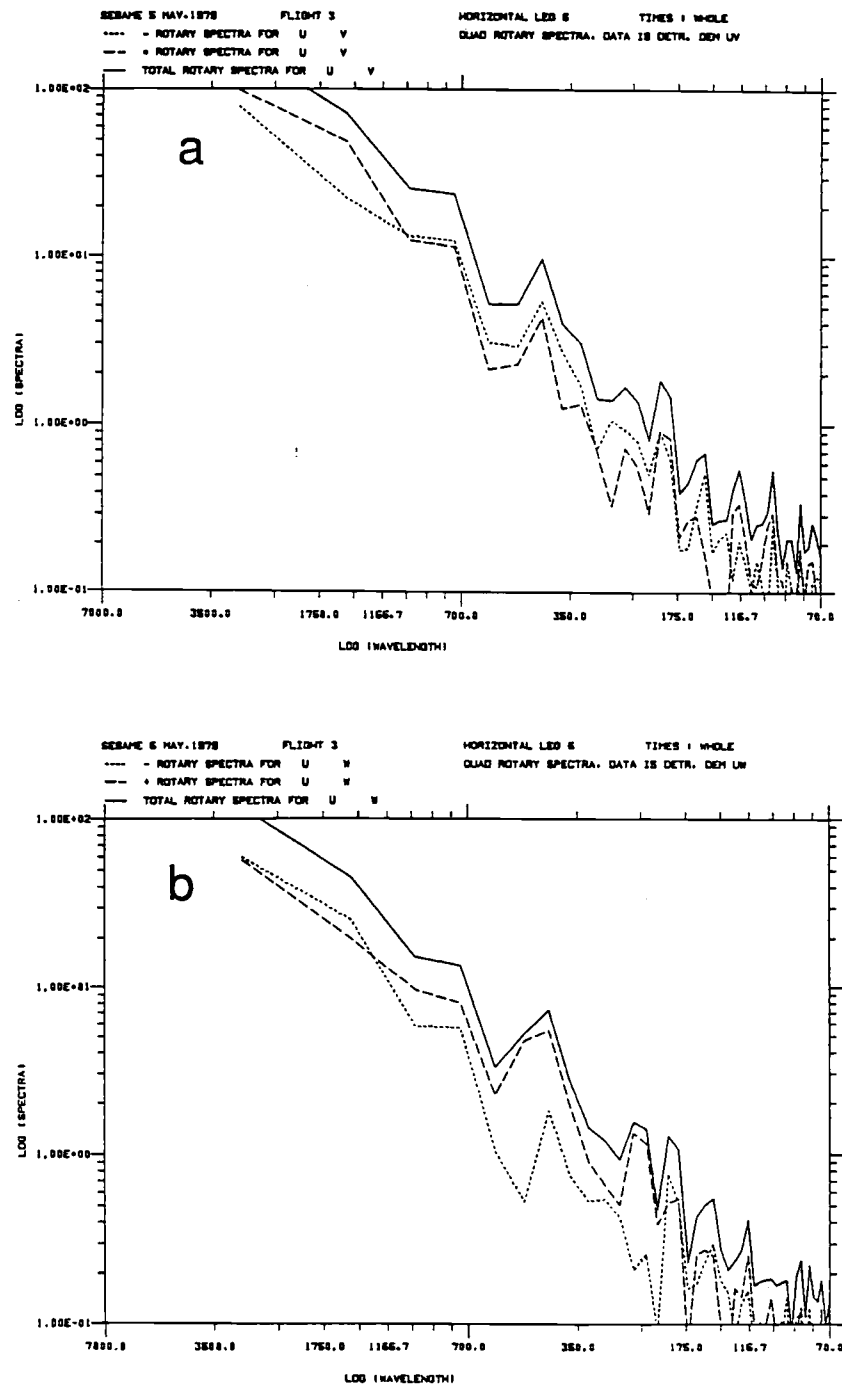 SESAME 5 MAY.1979 FLIGHT 3 HORIZONTAL LEG 6 TIMES : WHOLE
- ROTARY SPECTRA FOR U V QUAD ROTARY SPECTRA. DATA IS DETR. DEM UV
+ ROTARY SPECTRA FOR U V
TOTAL ROTARY SPECTRA FOR U V
1.00E+02
a
1.00E+01
LOG (SPECTRA)
1.00E+00
1.00E-01
7000.0 3500.0 1750.0 1166.7 700.0 350.0 175.0 116.7 70.0
LOG (WAVELENGTH)
SESAME 5 MAY.1979 FLIGHT 3 HORIZONTAL LEG 6 TIMES : WHOLE
- ROTARY SPECTRA FOR U W QUAD ROTARY SPECTRA. DATA IS DETR. DEM UW
+ ROTARY SPECTRA FOR U W
TOTAL ROTARY SPECTRA FOR U W
1.00E+02
b
1.00E+01
LOG (SPECTRA)
1.00E+00
1.00E-01
7000.0 3500.0 1750.0 1166.7 700.0 350.0 175.0 116.7 70.0
LOG (WAVELENGTH)